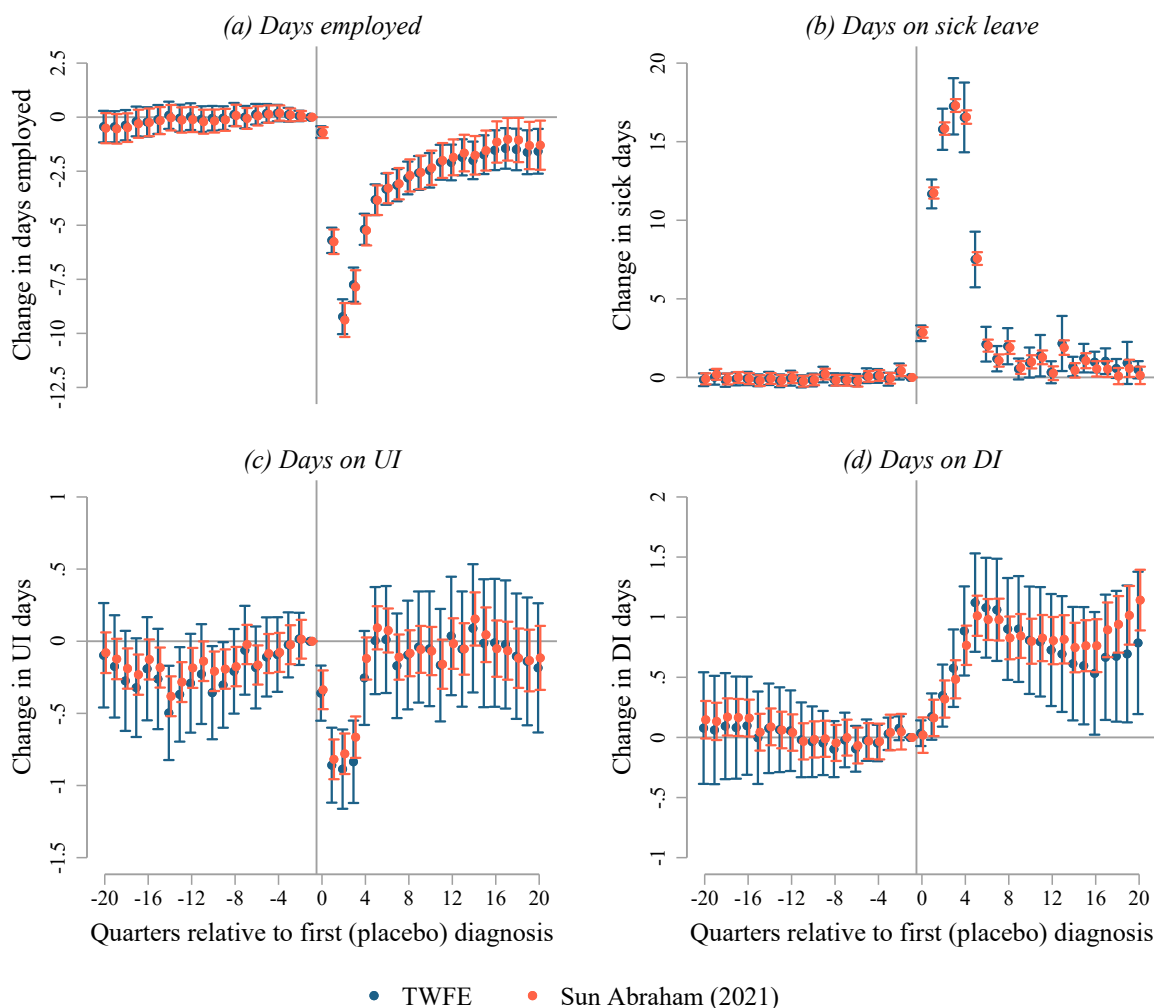 (a) Days employed
Change in days employed
2.5
0
-2.5
-5
-7.5
-10
-12.5
(b) Days on sick leave
Change in sick days
20
15
10
5
0
(c) Days on UI
Change in UI days
1
.5
0
-.5
-1
-1.5
-20 -16 -12 -8 -4 0 4 8 12 16 20
Quarters relative to first (placebo) diagnosis
(d) Days on DI
Change in DI days
2
1.5
1
.5
0
-.5
-1
-20 -16 -12 -8 -4 0 4 8 12 16 20
Quarters relative to first (placebo) diagnosis
TWFE Sun Abraham (2021)